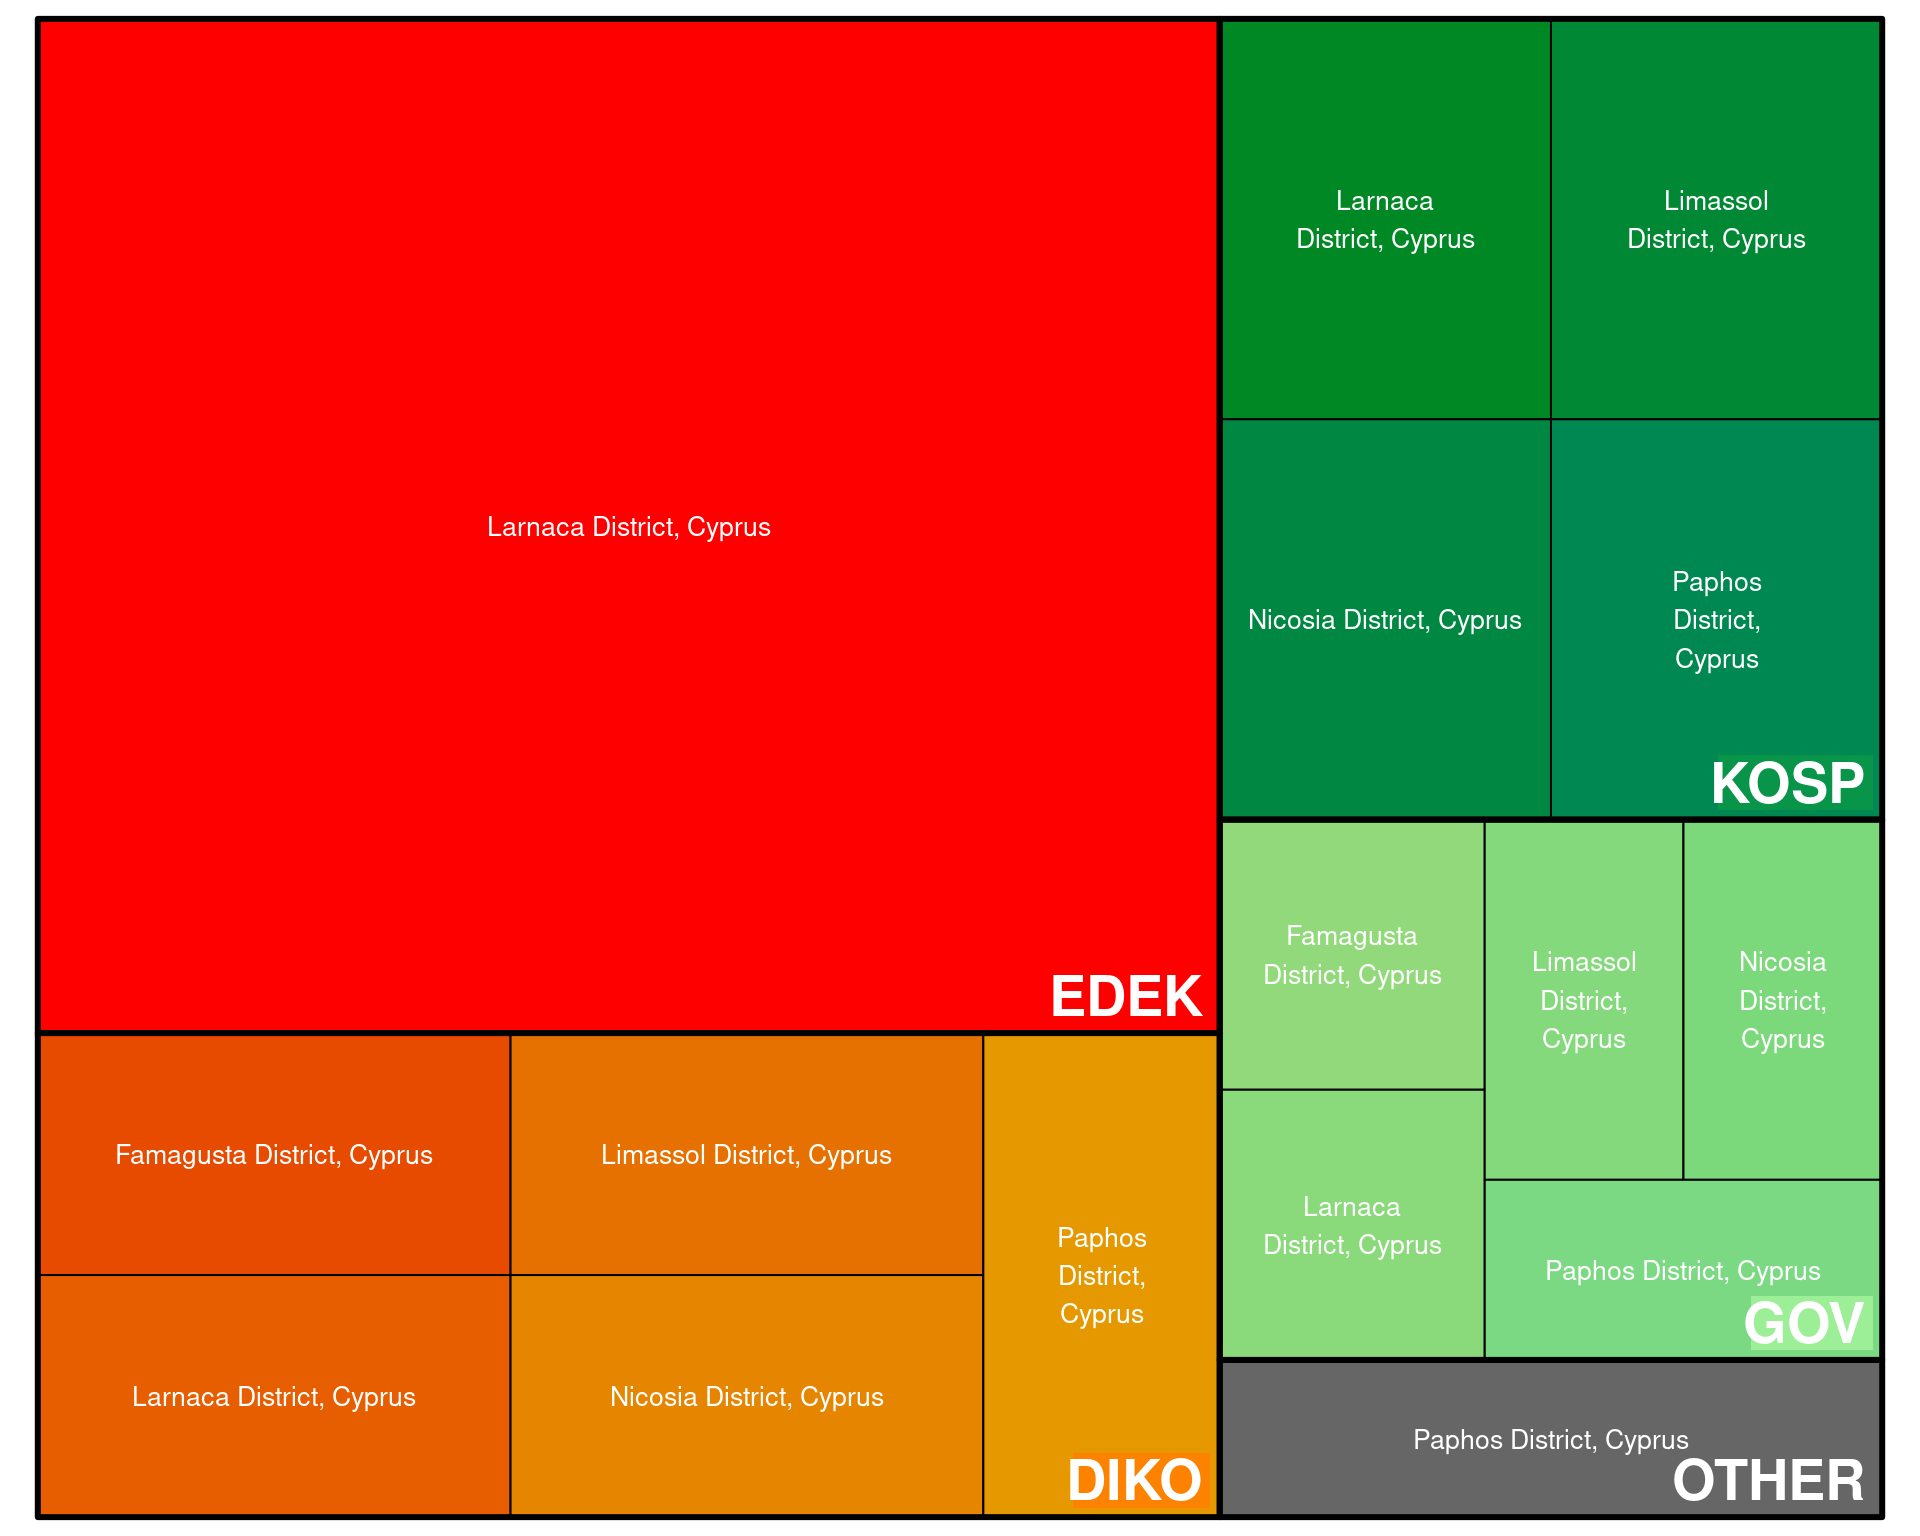 Larnaca District, Cyprus
EDEK
Famagusta District, Cyprus
Larnaca District, Cyprus
Limassol District, Cyprus
Nicosia District, Cyprus
Paphos
District,
Cyprus
DIKO
Larnaca
District, Cyprus
Limassol
District, Cyprus
Nicosia District, Cyprus
Paphos
District,
Cyprus
KOSP
Famagusta
District, Cyprus
Larnaca
District, Cyprus
Limassol
District,
Cyprus
Nicosia
District,
Cyprus
Paphos District, Cyprus
GOV
Paphos District, Cyprus
OTHER